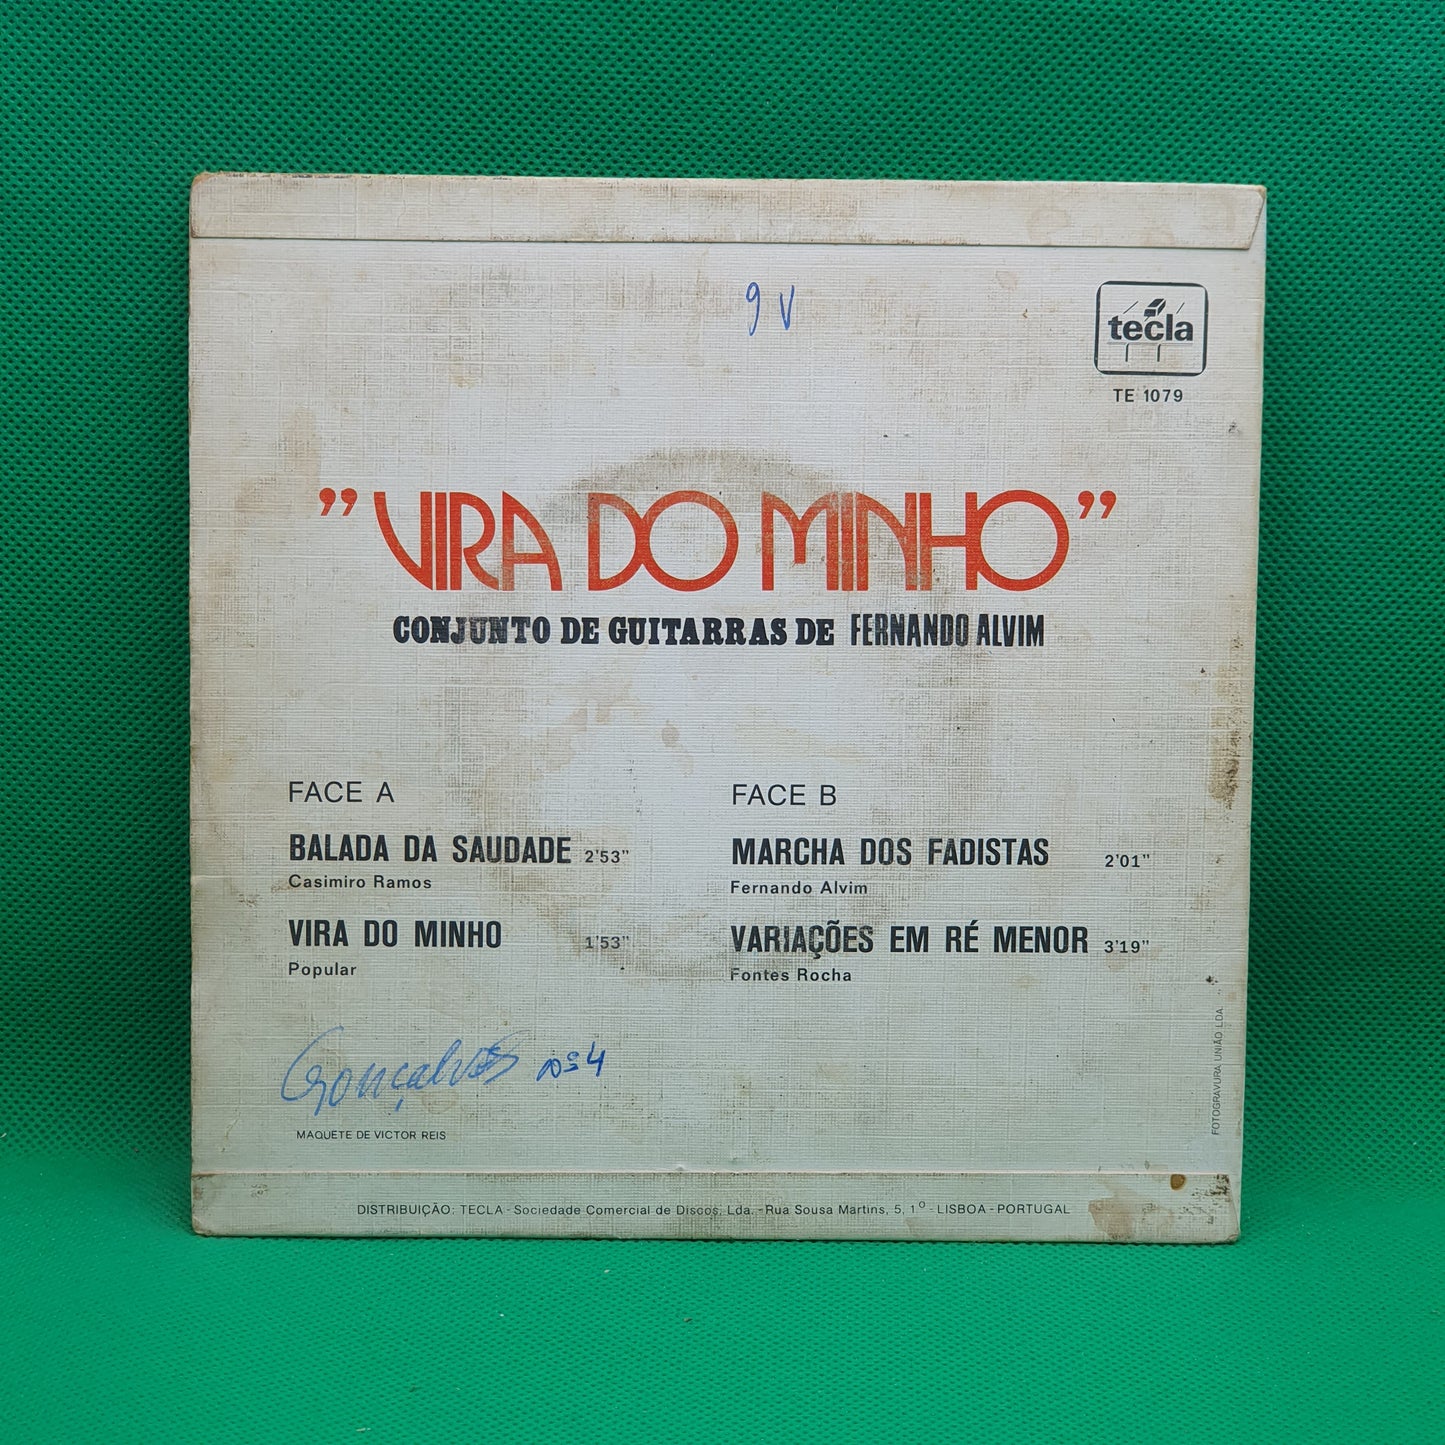 9 V
tecla
TE 1079
"VIRA DO MINHO"
CONJUNTO DE GUITARRAS DE FERNANDO ALVIM
FACE A
BALADA DA SAUDADE 2'53"
Casimiro Ramos
VIRA DO MINHO 1'53"
Popular
FACE B
MARCHA DOS FADISTAS 2'01"
Fernando Alvim
VARIAÇÕES EM RÉ MENOR 3'19"
Fontes Rocha
Gonçalves nº 4
MAQUETE DE VICTOR REIS
FOTOGRAVURA UNIÃO LDA.
DISTRIBUIÇÃO: TECLA - Sociedade Comercial de Discos, Lda. - Rua Sousa Martins, 5, 1º - LISBOA - PORTUGAL